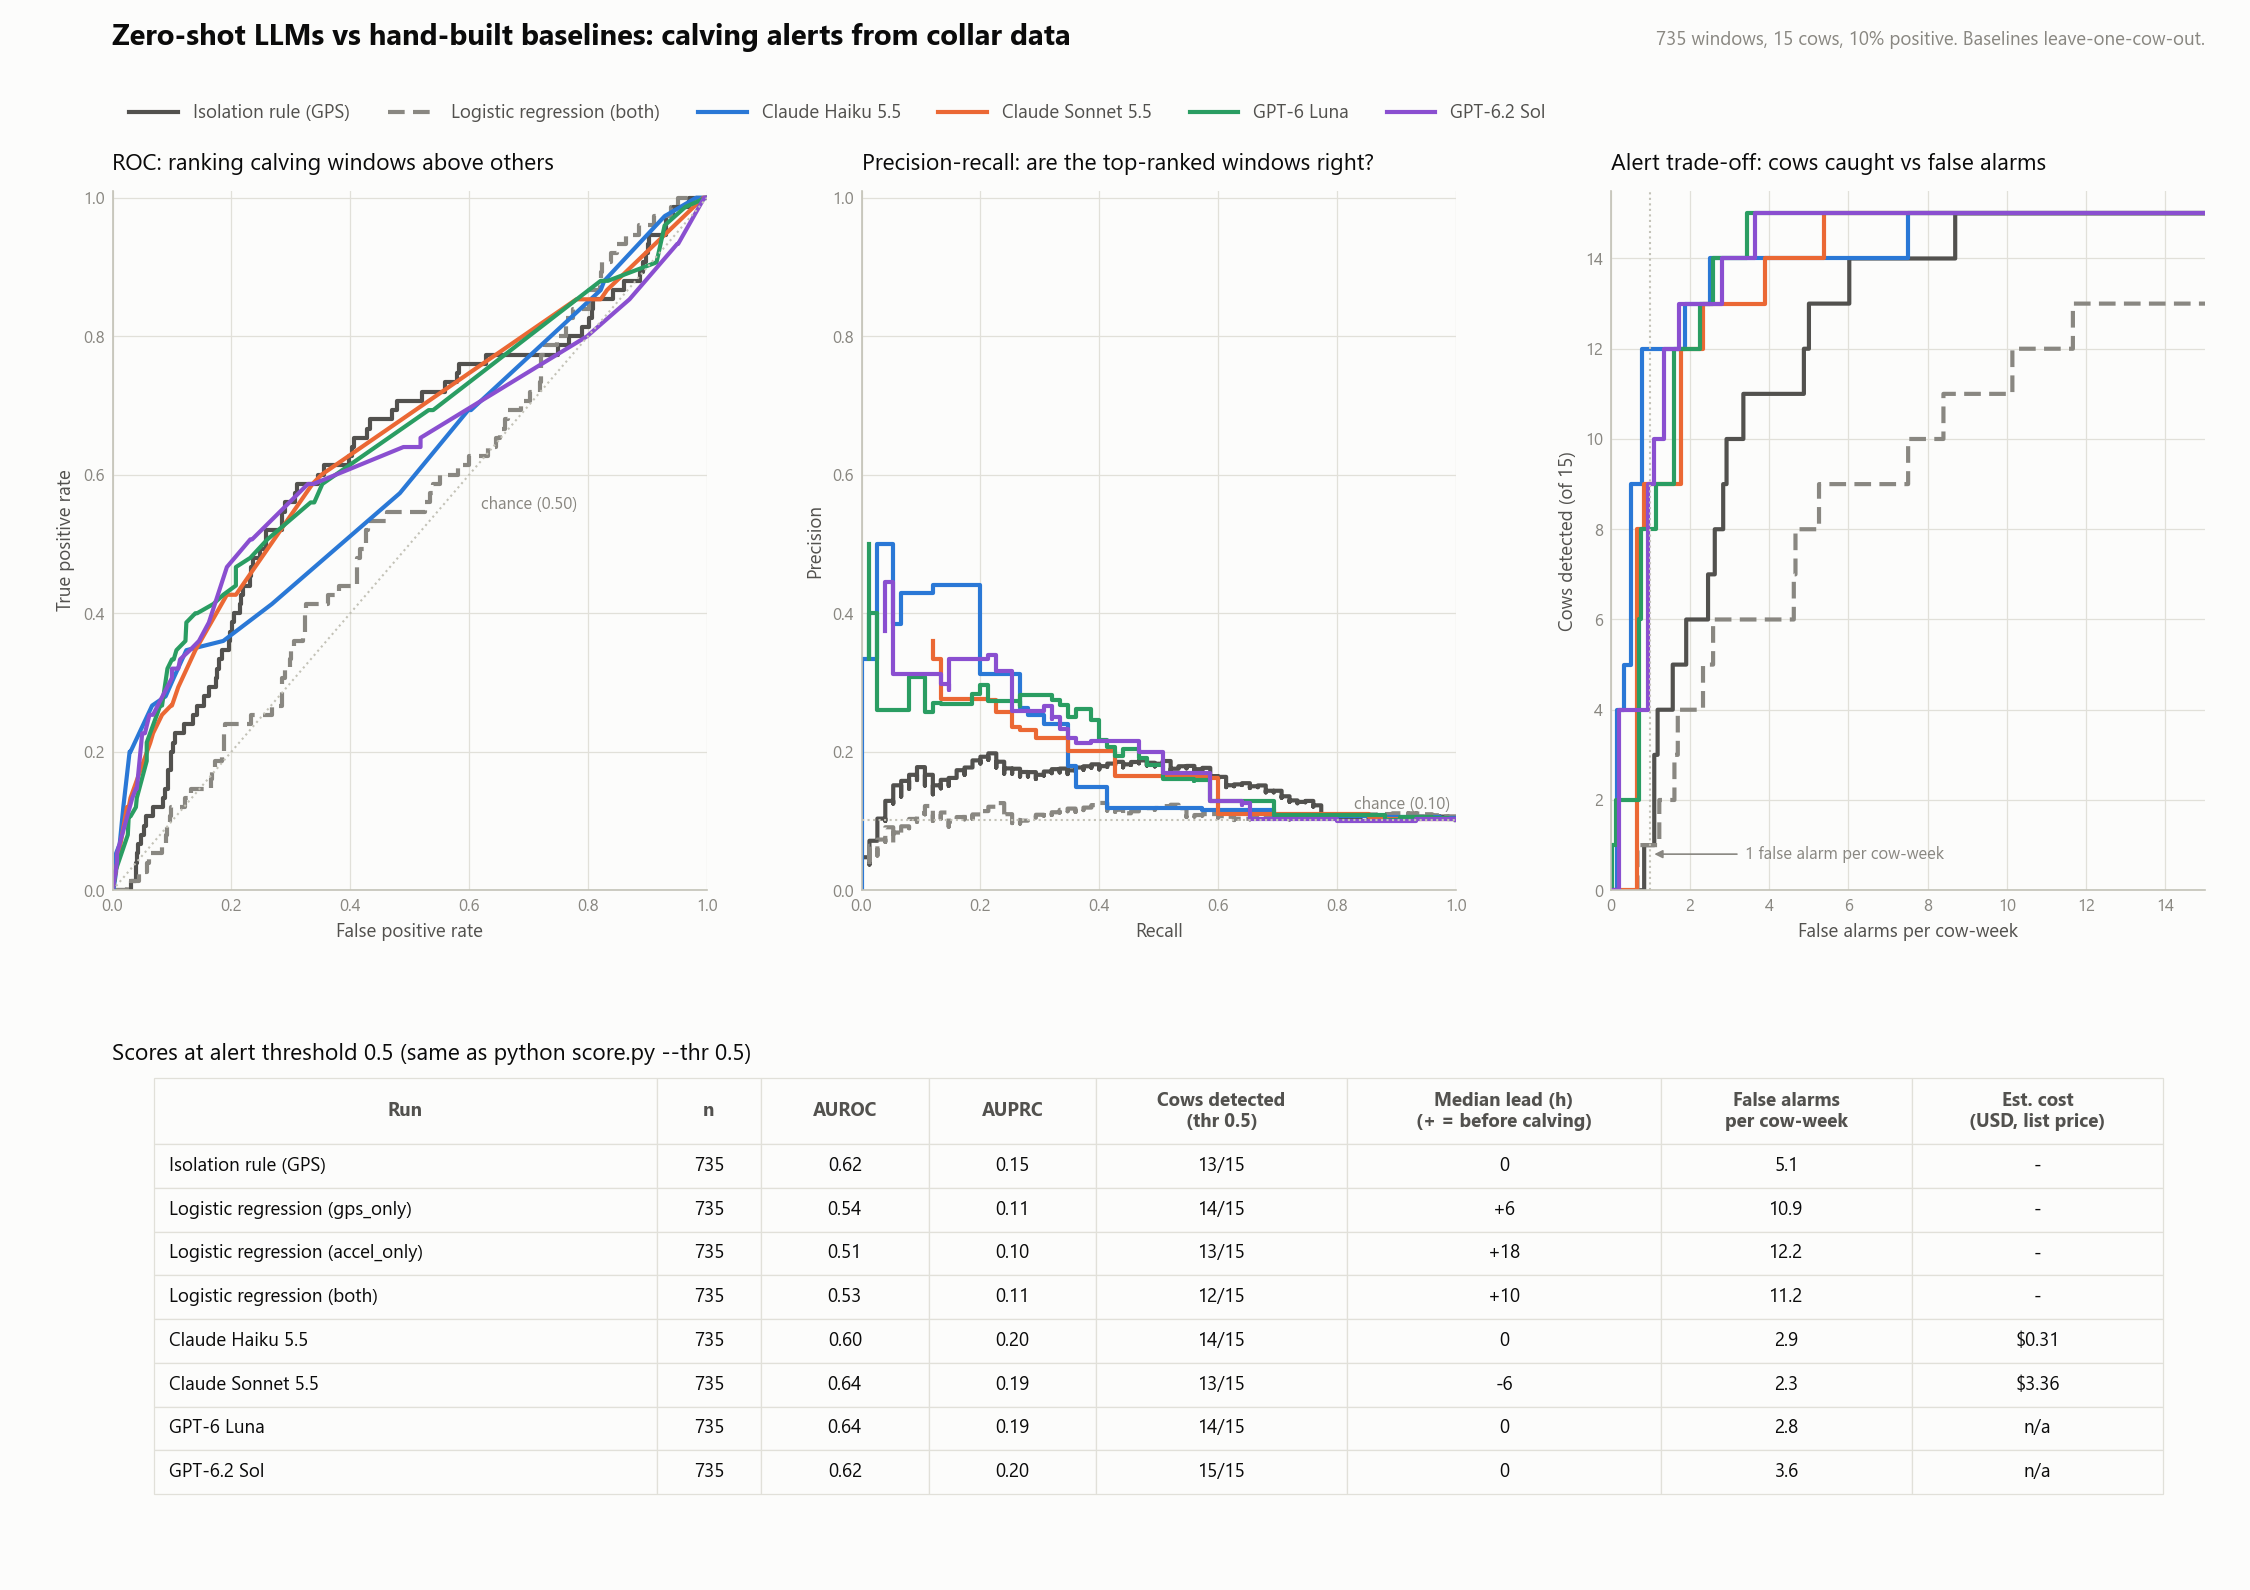 Zero-shot LLMs vs hand-built baselines: calving alerts from collar data
735 windows, 15 cows, 10% positive. Baselines leave-one-cow-out.
Isolation rule (GPS) Logistic regression (both) Claude Haiku 5.5 Claude Sonnet 5.5 GPT-6 Luna GPT-6.2 Sol
ROC: ranking calving windows above others
1.0
0.8
0.6
0.4
0.2
0.0
True positive rate
chance (0.50)
0.0 0.2 0.4 0.6 0.8 1.0
False positive rate
Precision-recall: are the top-ranked windows right?
1.0
0.8
0.6
0.4
0.2
0.0
Precision
chance (0.10)
0.0 0.2 0.4 0.6 0.8 1.0
Recall
Alert trade-off: cows caught vs false alarms
14
12
10
8
6
4
2
0
Cows detected (of 15)
1 false alarm per cow-week
0 2 4 6 8 10 12 14
False alarms per cow-week
Scores at alert threshold 0.5 (same as python score.py --thr 0.5)
Run n AUROC AUPRC Cows detected (thr 0.5) Median lead (h) (+ = before calving) False alarms per cow-week Est. cost (USD, list price)
Isolation rule (GPS) 735 0.62 0.15 13/15 0 5.1 -
Logistic regression (gps_only) 735 0.54 0.11 14/15 +6 10.9 -
Logistic regression (accel_only) 735 0.51 0.10 13/15 +18 12.2 -
Logistic regression (both) 735 0.53 0.11 12/15 +10 11.2 -
Claude Haiku 5.5 735 0.60 0.20 14/15 0 2.9 $0.31
Claude Sonnet 5.5 735 0.64 0.19 13/15 -6 2.3 $3.36
GPT-6 Luna 735 0.64 0.19 14/15 0 2.8 n/a
GPT-6.2 Sol 735 0.62 0.20 15/15 0 3.6 n/a